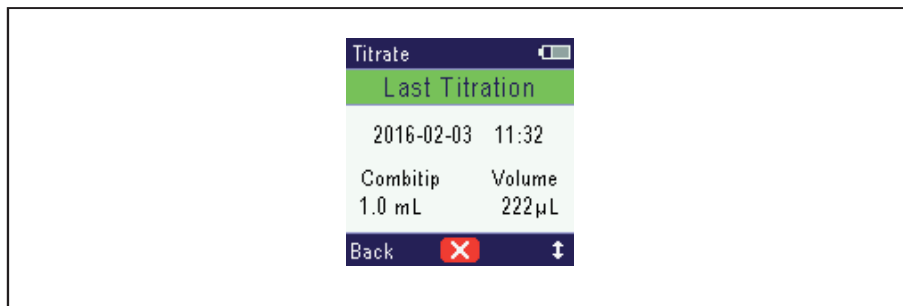 Titrate
Last Titration
2016-02-03 11:32
Combitip Volume
1.0 mL 222µL
Back